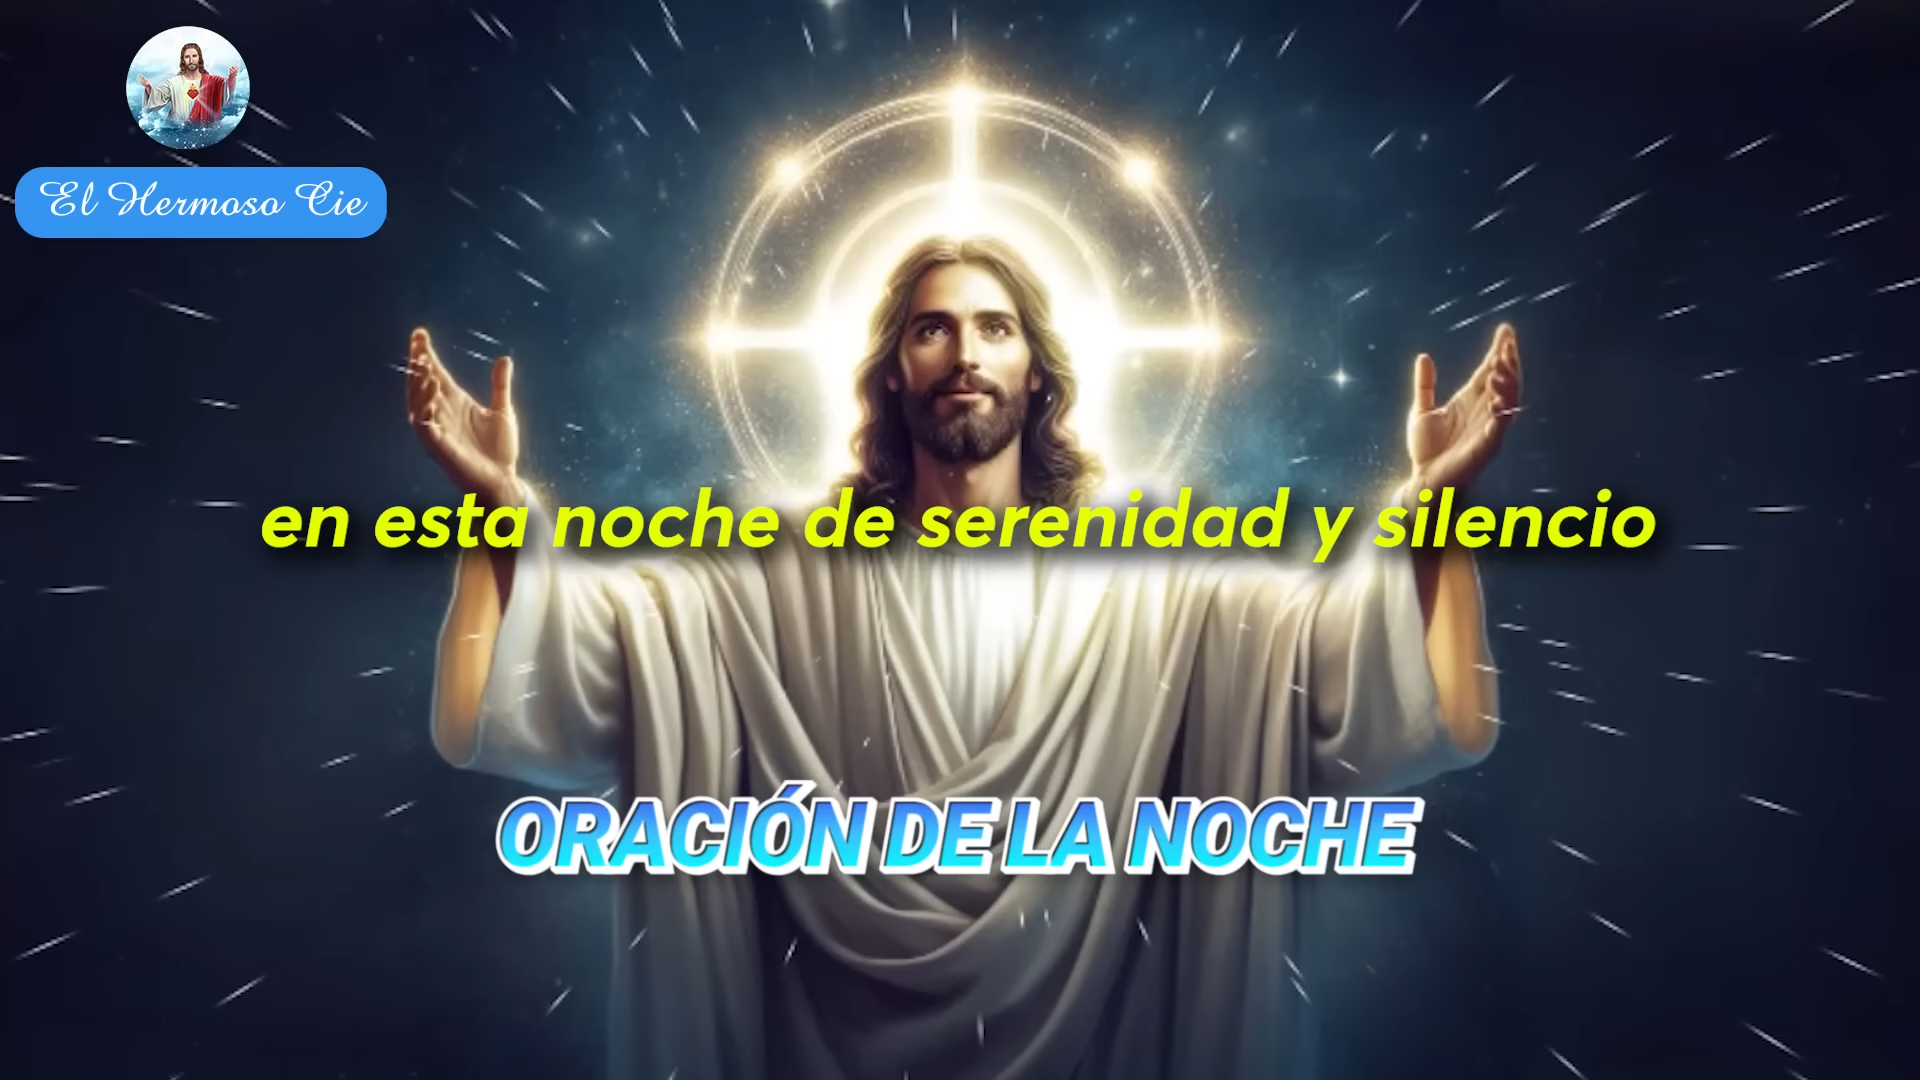 El Hermoso Cie
en esta noche de serenidad y silencio
ORACIÓN DE LA NOCHE